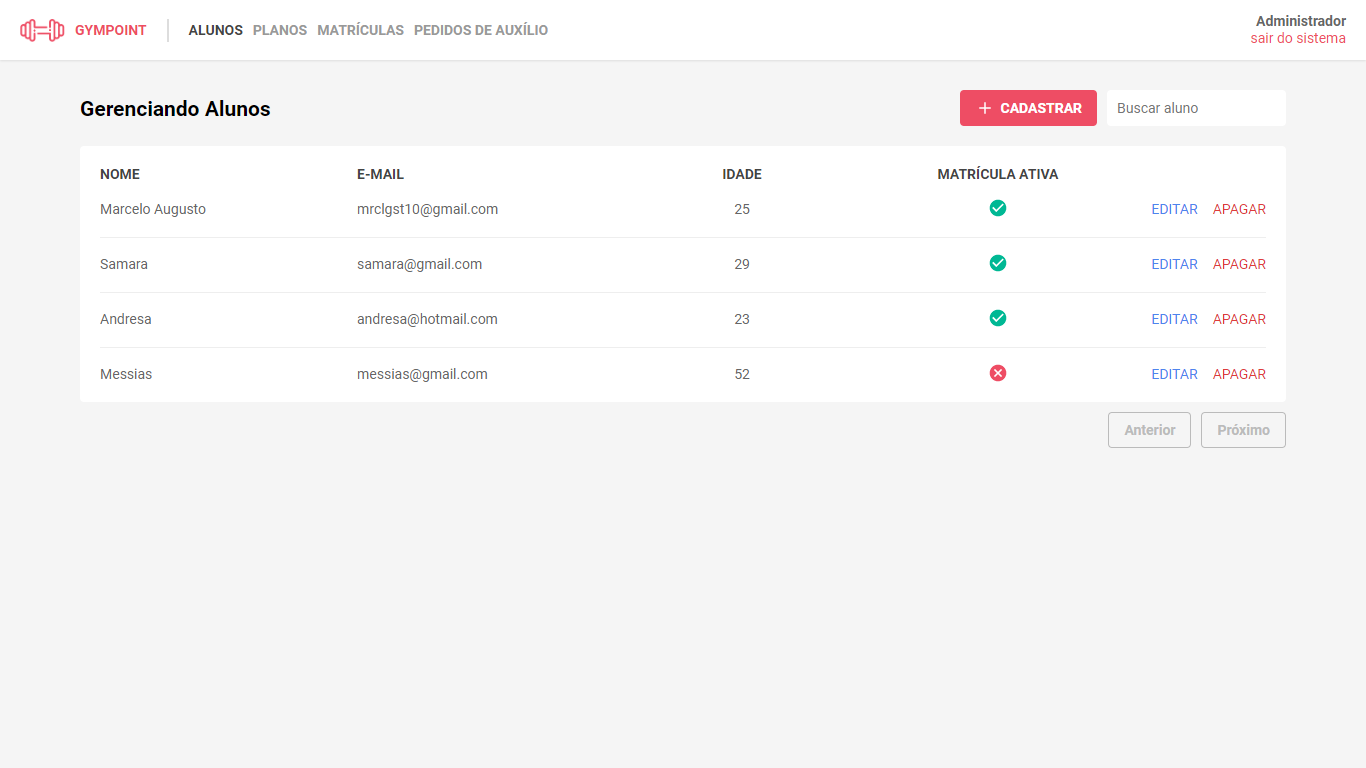 GYMPOINT ALUNOS PLANOS MATRÍCULAS PEDIDOS DE AUXÍLIO
Administrador
sair do sistema
Gerenciando Alunos
CADASTRAR Buscar aluno
NOME E-MAIL IDADE MATRÍCULA ATIVA
Marcelo Augusto mrclgst10@gmail.com 25 EDITAR APAGAR
Samara samara@gmail.com 29 EDITAR APAGAR
Andresa andresa@hotmail.com 23 EDITAR APAGAR
Messias messias@gmail.com 52 EDITAR APAGAR
Anterior Próximo